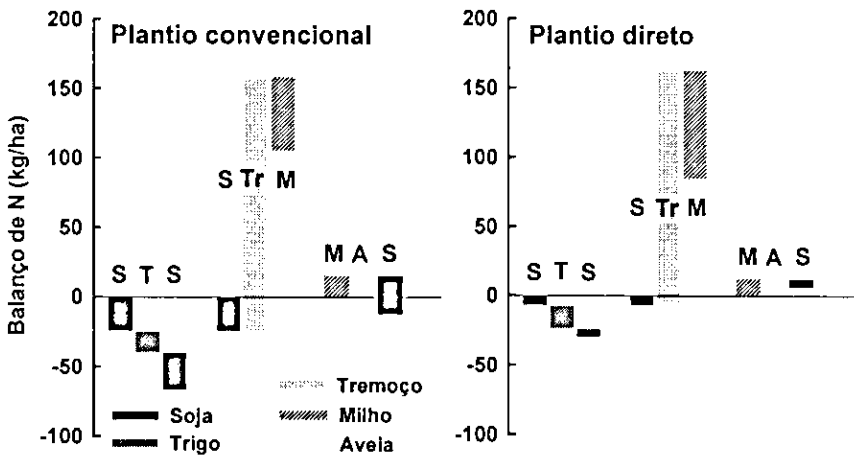 Plantio convencional
Balanço de N (kg/ha)
200
150
100
50
0
-50
-100
S Tr M
M A S
S T S
Soja
Trigo
Tremoço
Milho
Aveia
Plantio direto
200
150
100
50
0
-50
-100
S Tr M
M A S
S T S